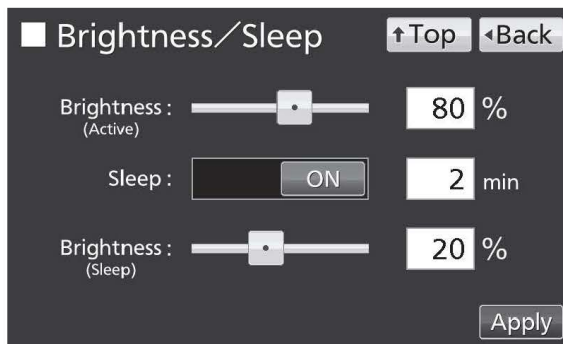 Brightness／Sleep
Top
Back
Brightness : 80 %
(Active)
Sleep : ON 2 min
Brightness : 20 %
(Sleep)
Apply